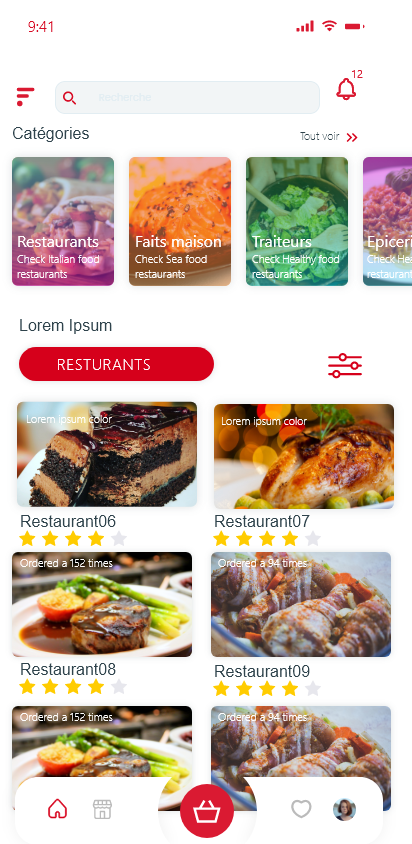 9:41
12
Recherche
Catégories
Tout voir
Restaurants
Check Italian food
restaurants
Faits maison
Check Sea food
restaurants
Traiteurs
Check Healthy food
restaurants
Epiceri
Check Hea
restaurant
Lorem Ipsum
RESTURANTS
Lorem ipsum color
Lorem ipsum color
Restaurant06
Restaurant07
Ordered a 152 times
Ordered a 94 times
Restaurant08
Restaurant09
Ordered a 152 times
Ordered a 94 times